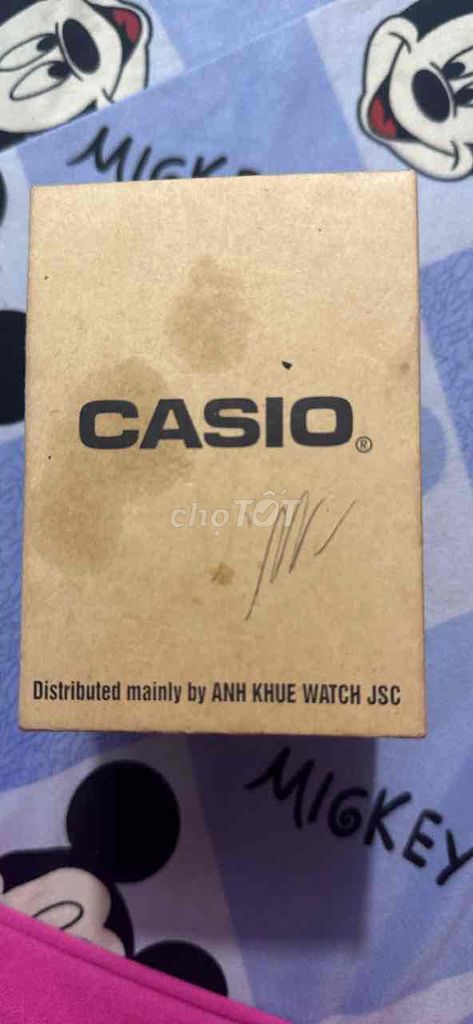 MICKEY
CASIO®
chợTỐT
Distributed mainly by ANH KHUE WATCH JSC
MICKEY